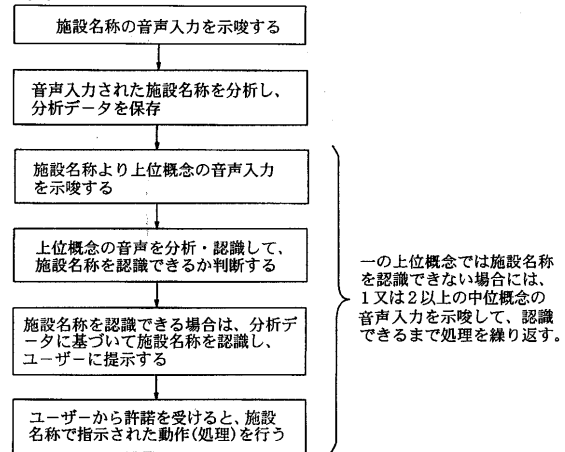 施設名称の音声入力を示唆する
音声入力された施設名称を分析し、
分析データを保存
施設名称より上位概念の音声入力
を示唆する
上位概念の音声を分析・認識して、
施設名称を認識できるか判断する
施設名称を認識できる場合は、分析デ
ータに基づいて施設名称を認識し、
ユーザーに提示する
ユーザーから許諾を受けると、施設
名称で指示された動作(処理)を行う
一の上位概念では施設名称
を認識できない場合には、
1又は2以上の中位概念の
音声入力を示唆して、認識
できるまで処理を繰り返す。